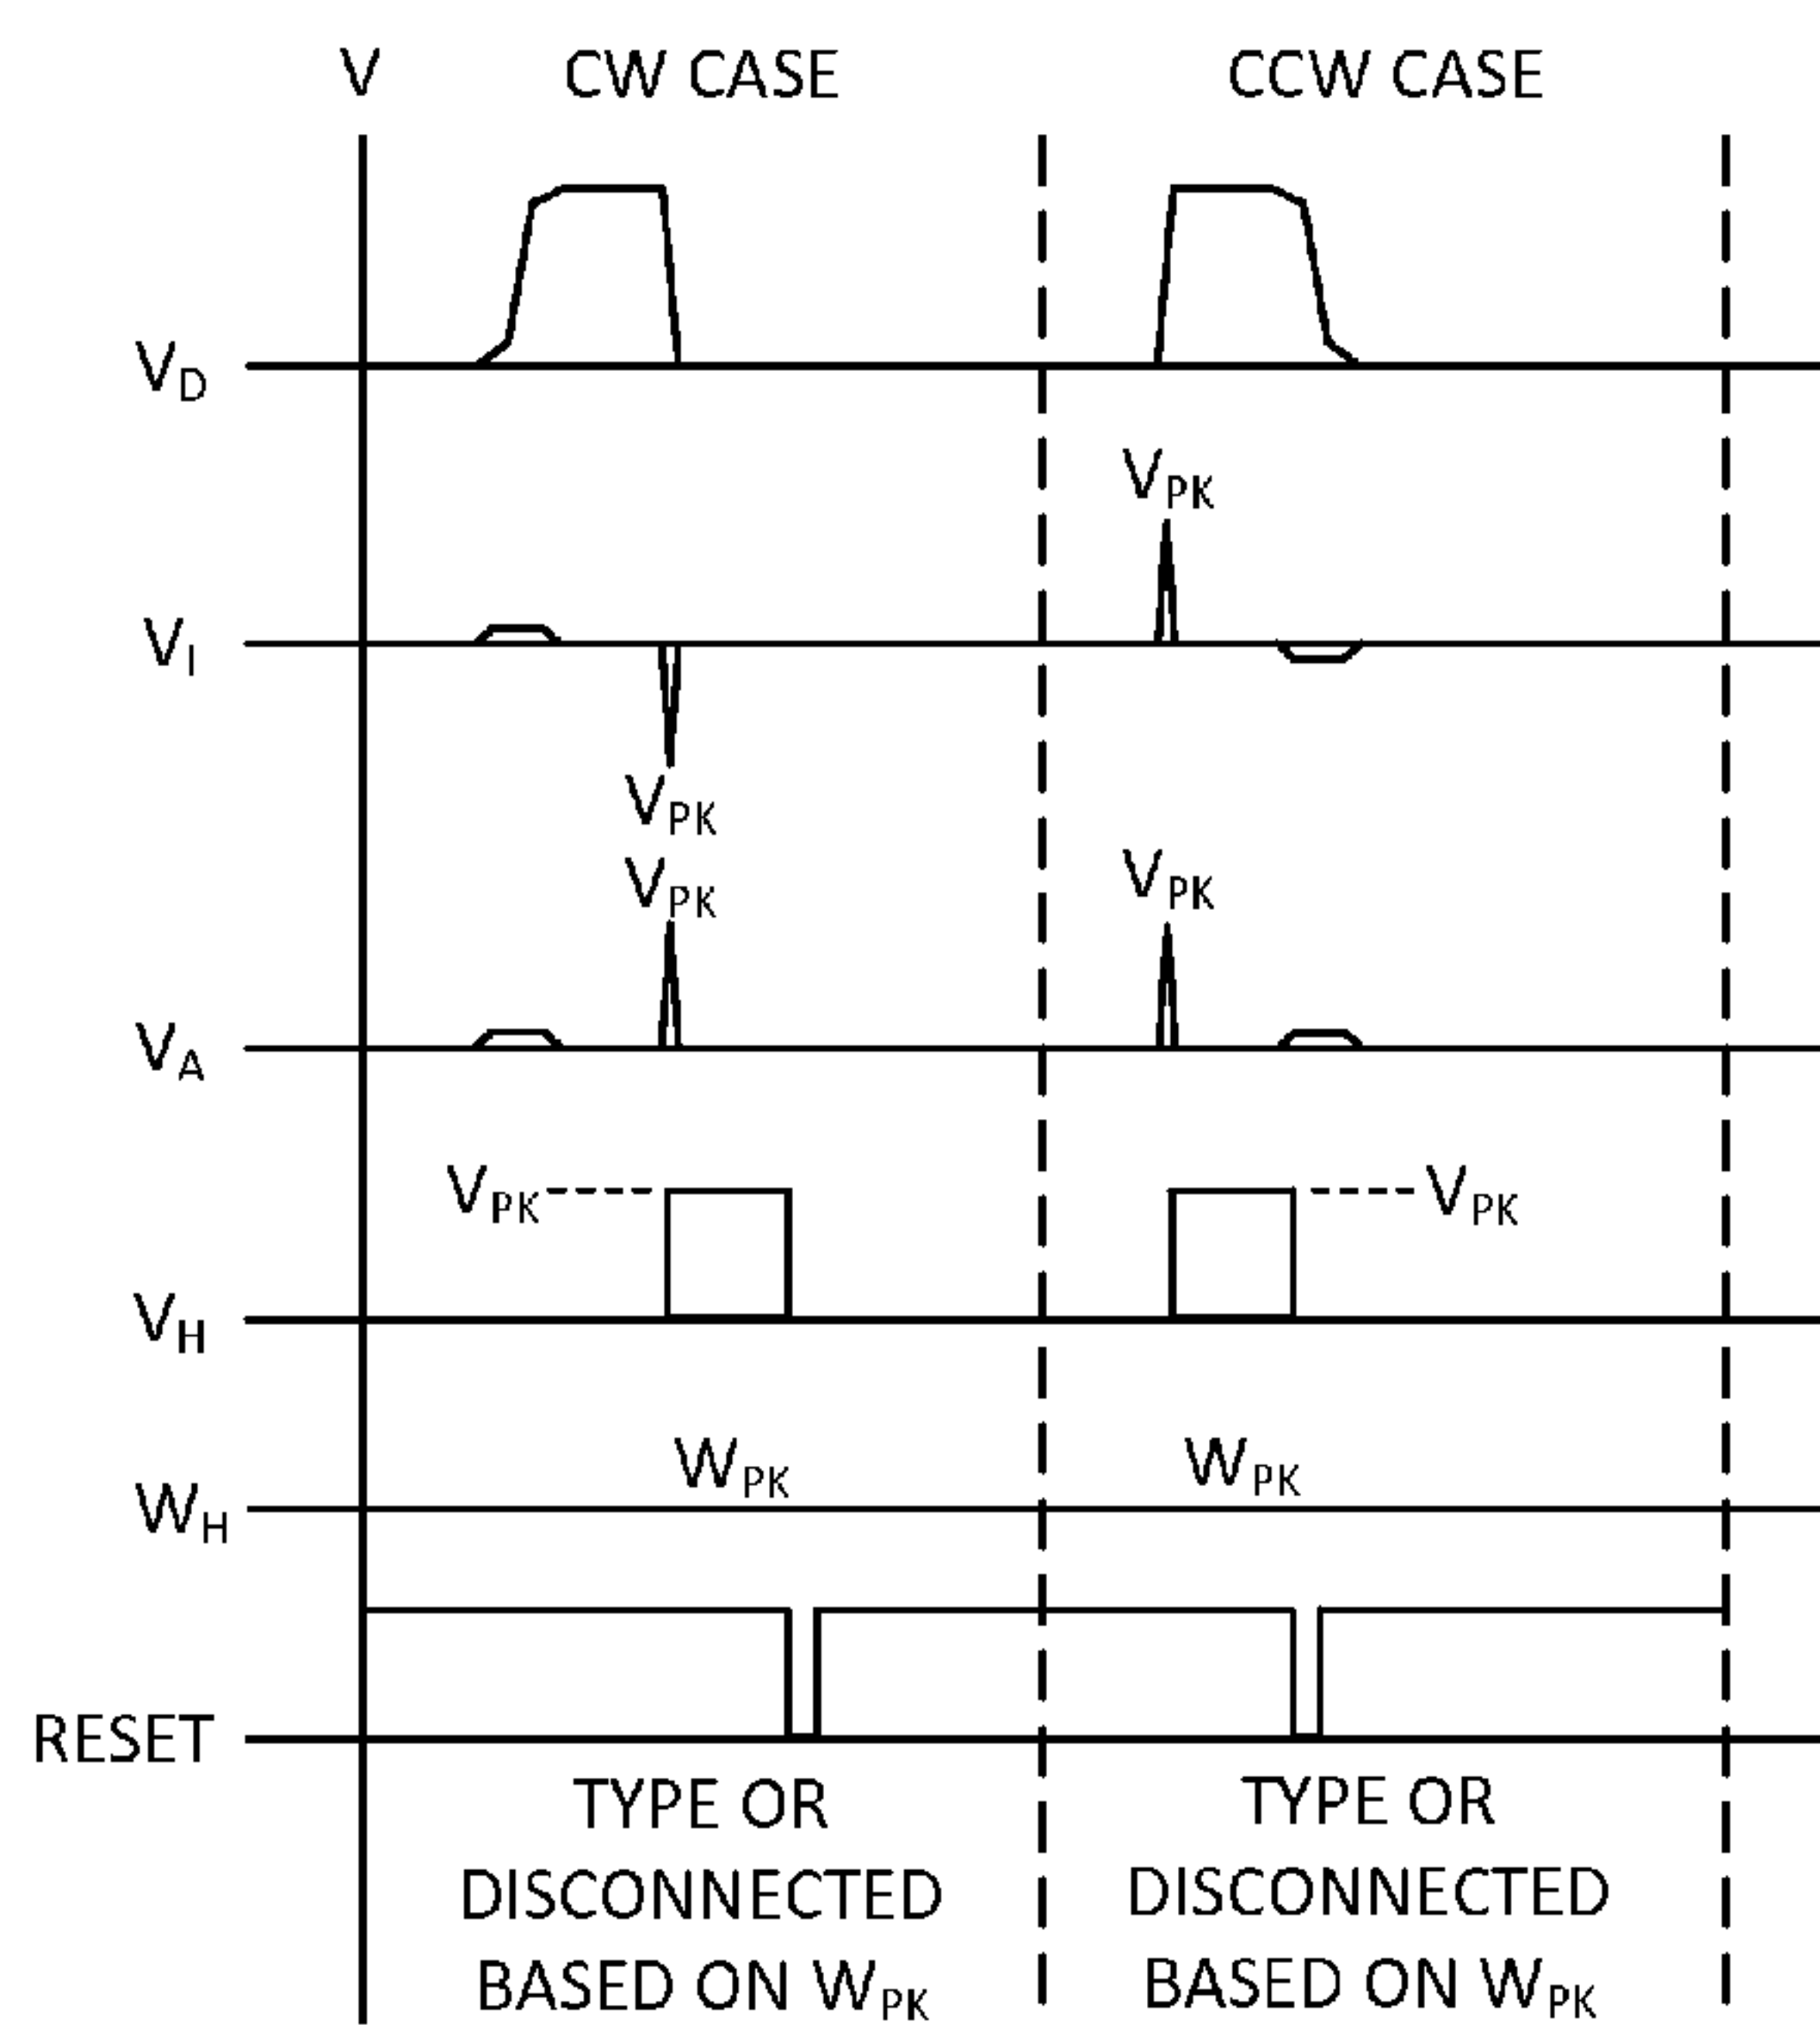 V CW CASE CCW CASE
V_D
V_PK
V_I
V_PK
V_PK V_PK
V_A
V_PK V_PK
V_H
W_PK W_PK
W_H
RESET
TYPE OR
DISCONNECTED
BASED ON W_PK
TYPE OR
DISCONNECTED
BASED ON W_PK